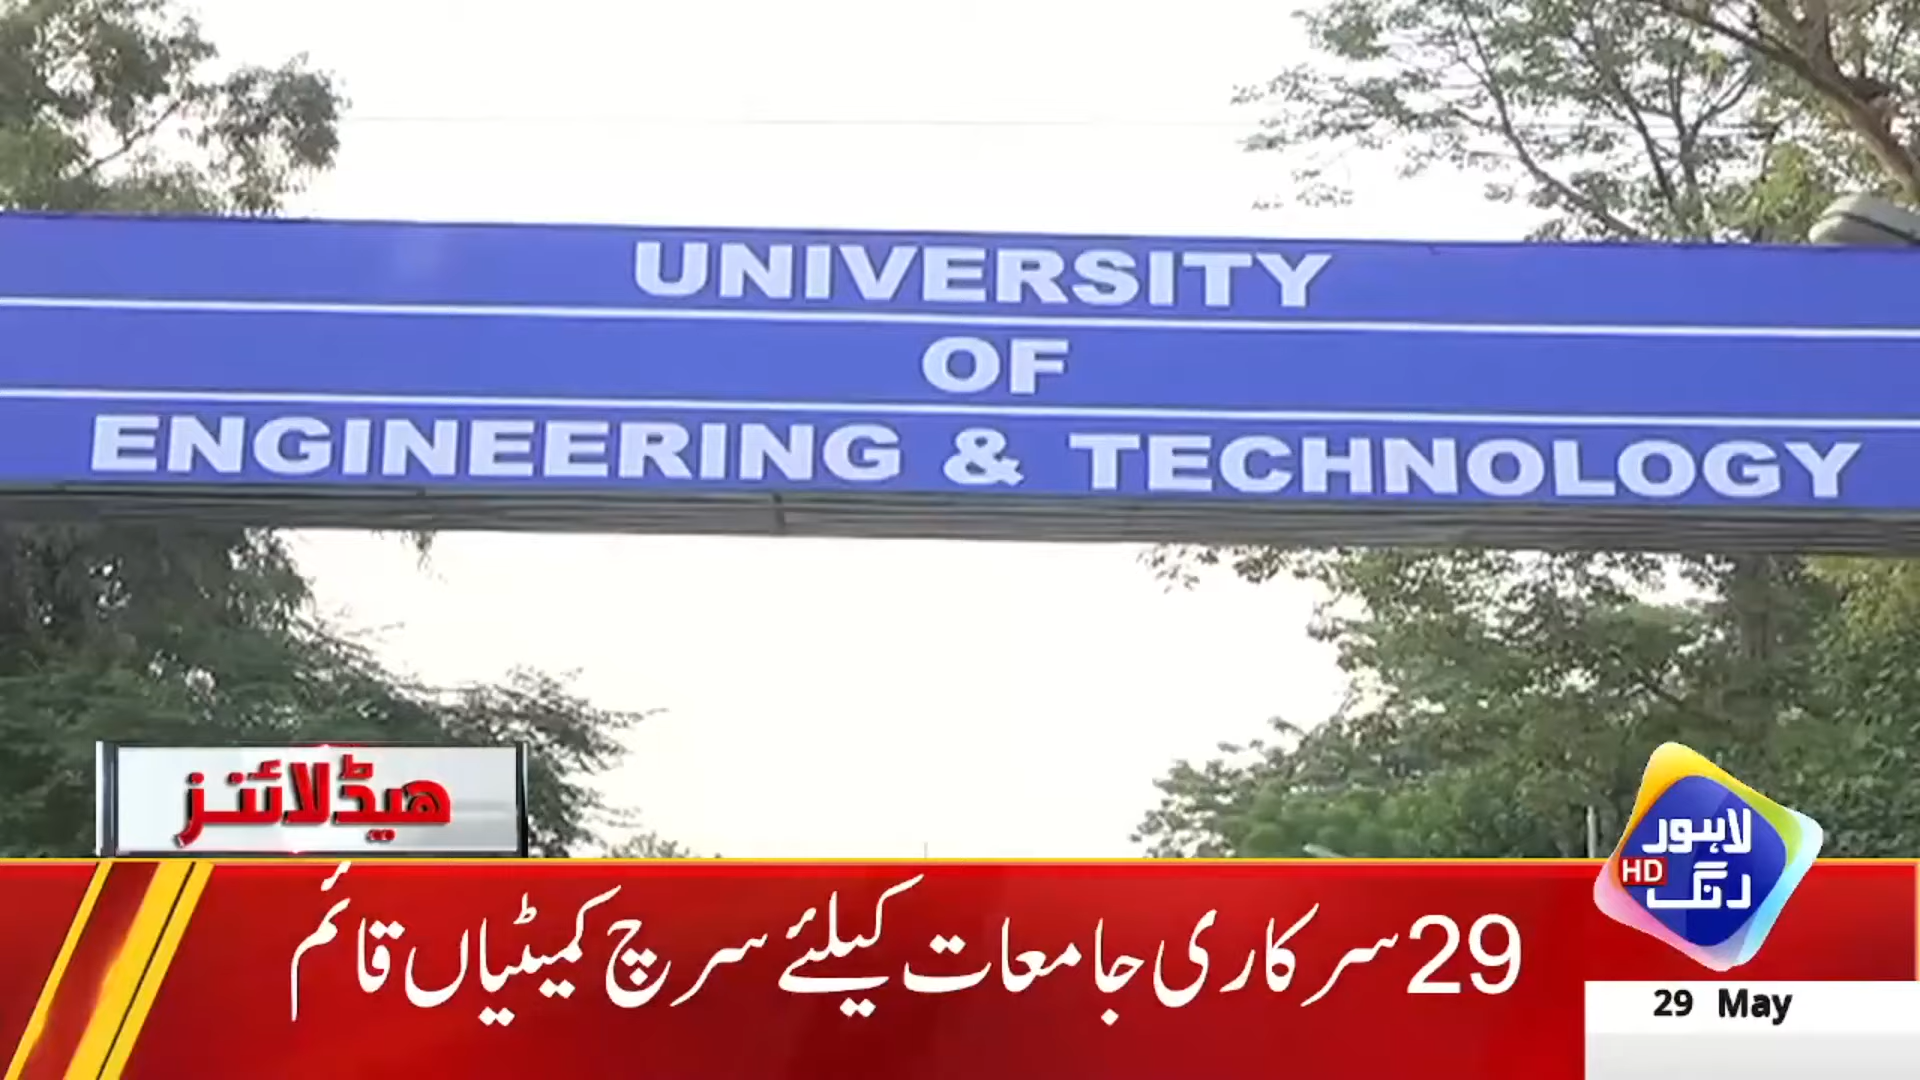 UNIVERSITY
OF
ENGINEERING & TECHNOLOGY
ہیڈلائنز
لاہور
HD رنگ
29 سرکاری جامعات کیلئے سرچ کمیٹیاں قائم
29 May